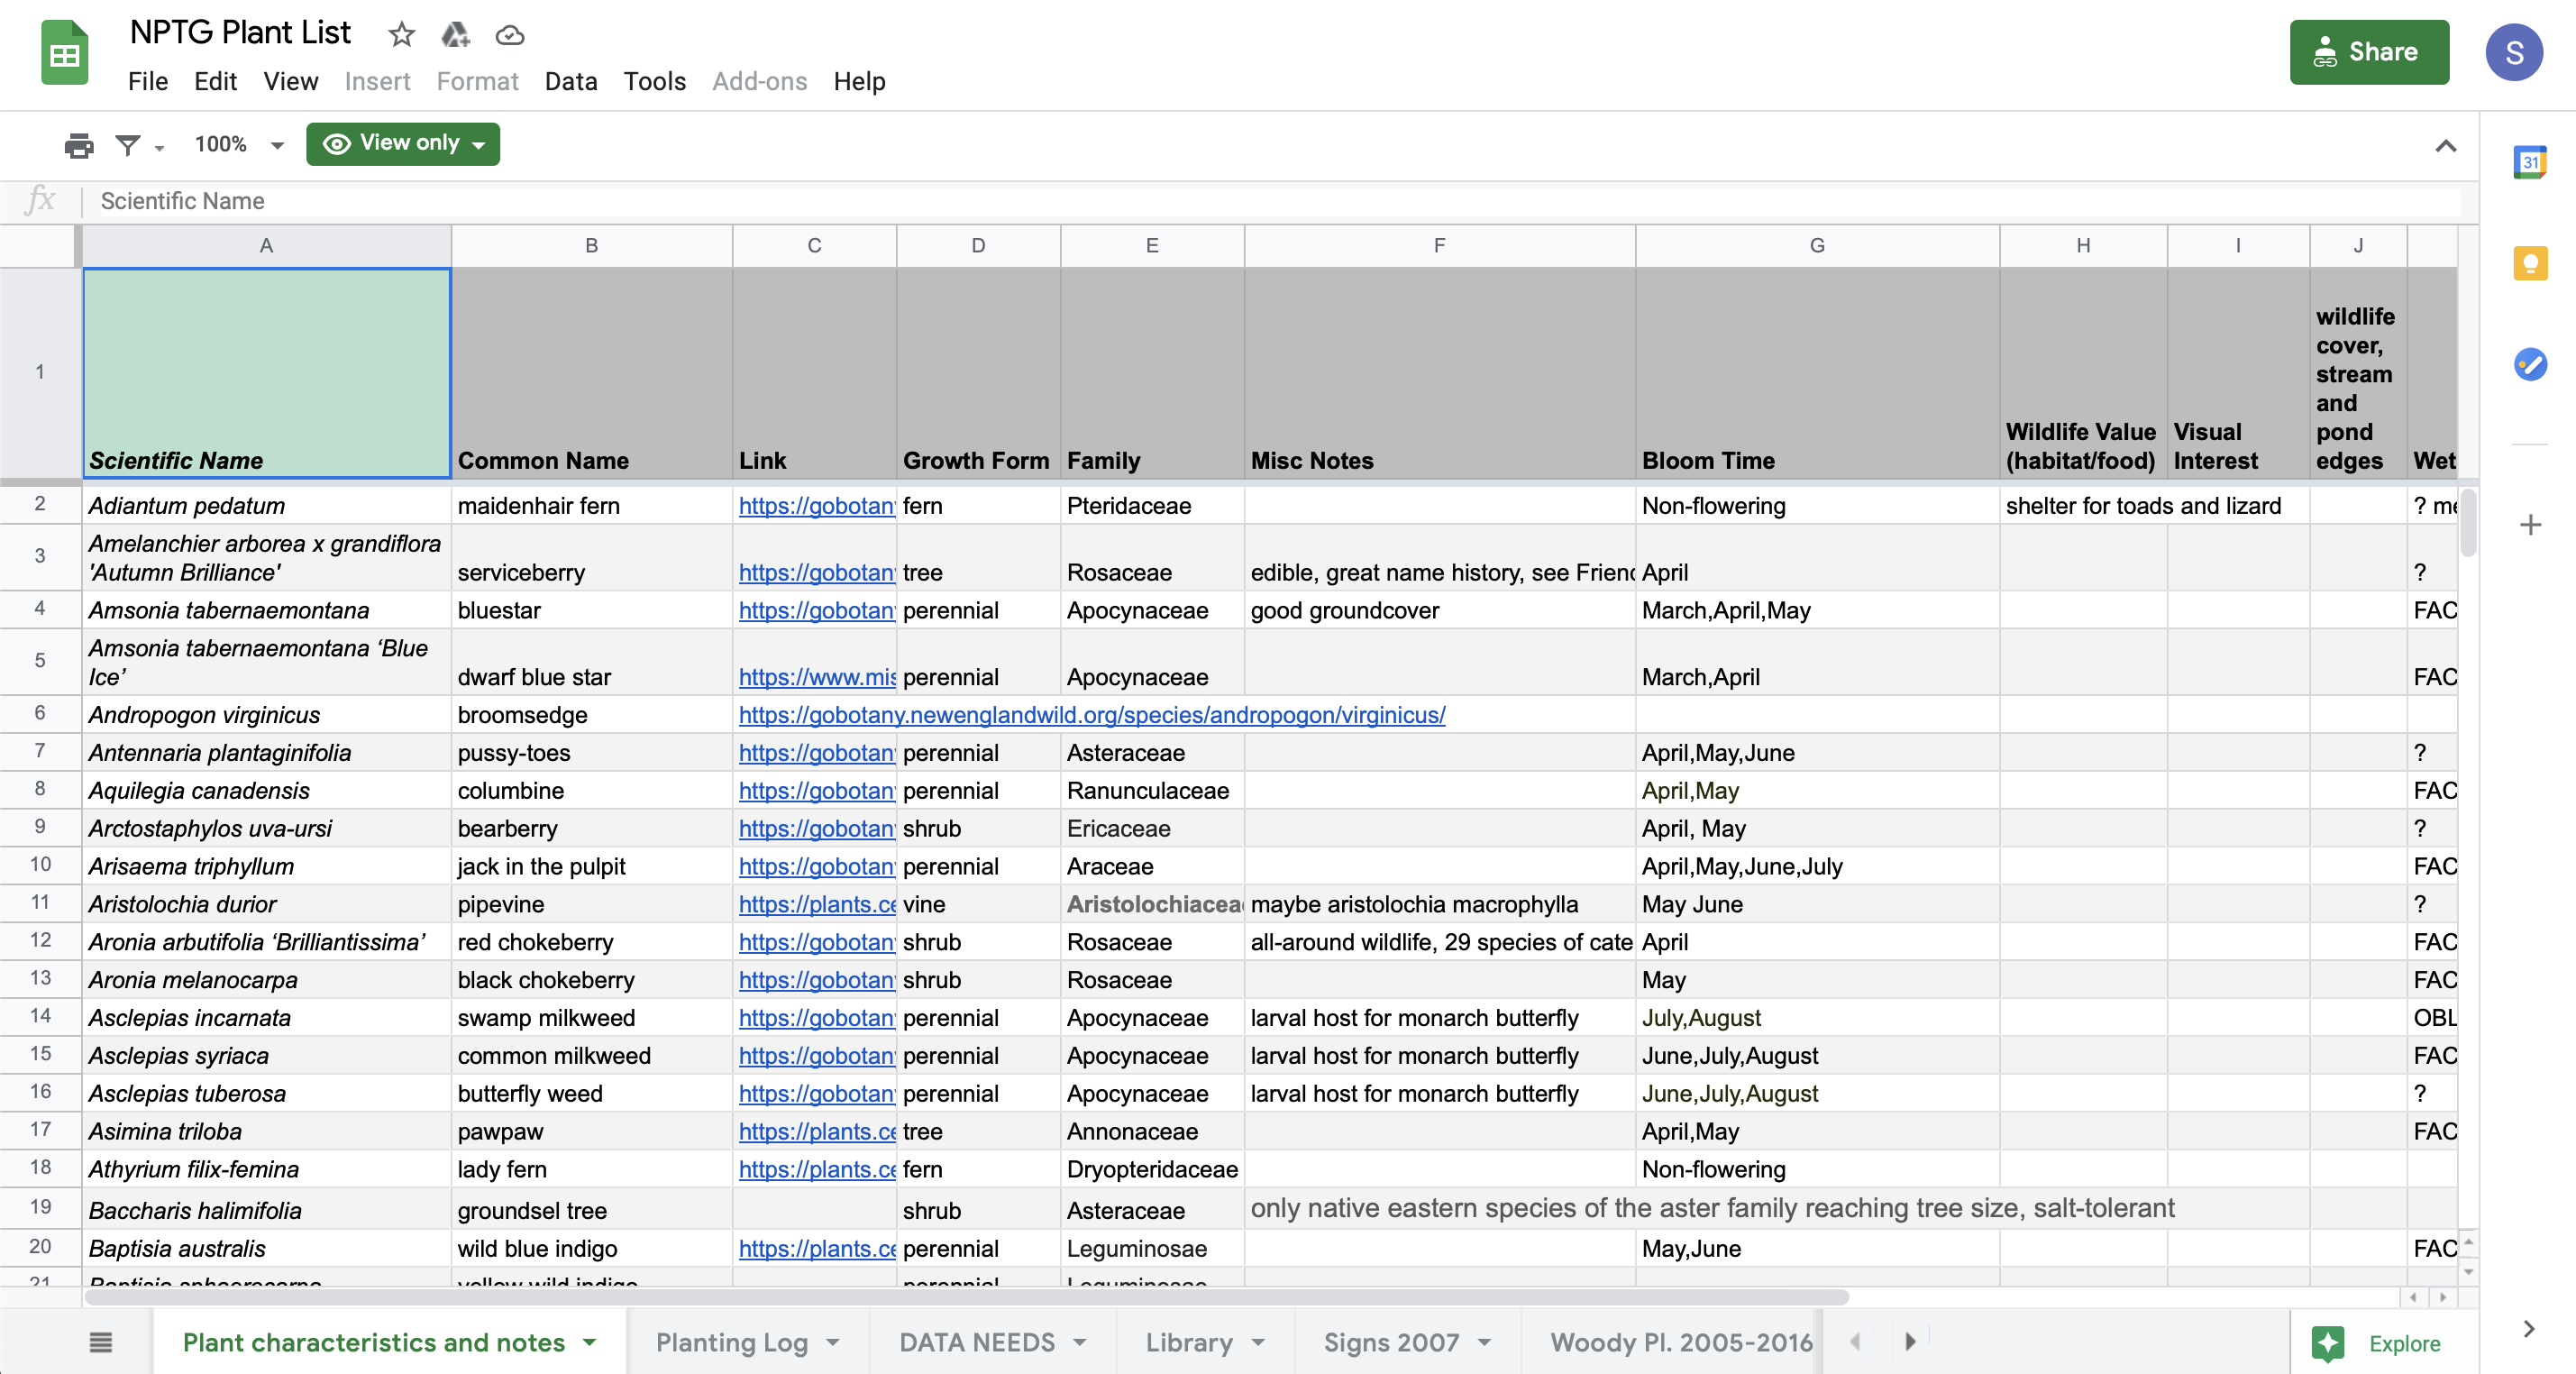 NPTG Plant List
File Edit View Insert Format Data Tools Add-ons Help
Share
S
100% View only
31
fx Scientific Name
A B C D E F G H I J
1 Scientific Name Common Name Link Growth Form Family Misc Notes Bloom Time Wildlife Value (habitat/food) Visual Interest wildlife cover, stream and pond edges Wet
2 Adiantum pedatum maidenhair fern https://gobotan fern Pteridaceae Non-flowering shelter for toads and lizard ? me
3 Amelanchier arborea x grandiflora 'Autumn Brilliance' serviceberry https://gobotan tree Rosaceae edible, great name history, see Friend April ?
4 Amsonia tabernaemontana bluestar https://gobotan perennial Apocynaceae good groundcover March,April,May FAC
5 Amsonia tabernaemontana ‘Blue Ice’ dwarf blue star https://www.mis perennial Apocynaceae March,April FAC
6 Andropogon virginicus broomsedge https://gobotany.newenglandwild.org/species/andropogon/virginicus/
7 Antennaria plantaginifolia pussy-toes https://gobotan perennial Asteraceae April,May,June ?
8 Aquilegia canadensis columbine https://gobotan perennial Ranunculaceae April,May FAC
9 Arctostaphylos uva-ursi bearberry https://gobotan shrub Ericaceae April, May ?
10 Arisaema triphyllum jack in the pulpit https://gobotan perennial Araceae April,May,June,July FAC
11 Aristolochia durior pipevine https://plants.ce vine Aristolochiaceae maybe aristolochia macrophylla May June ?
12 Aronia arbutifolia ‘Brilliantissima’ red chokeberry https://gobotan shrub Rosaceae all-around wildlife, 29 species of cate April FAC
13 Aronia melanocarpa black chokeberry https://gobotan shrub Rosaceae May FAC
14 Asclepias incarnata swamp milkweed https://gobotan perennial Apocynaceae larval host for monarch butterfly July,August OBL
15 Asclepias syriaca common milkweed https://gobotan perennial Apocynaceae larval host for monarch butterfly June,July,August FAC
16 Asclepias tuberosa butterfly weed https://gobotan perennial Apocynaceae larval host for monarch butterfly June,July,August ?
17 Asimina triloba pawpaw https://plants.ce tree Annonaceae April,May FAC
18 Athyrium filix-femina lady fern https://plants.ce fern Dryopteridaceae Non-flowering
19 Baccharis halimifolia groundsel tree shrub Asteraceae only native eastern species of the aster family reaching tree size, salt-tolerant
20 Baptisia australis wild blue indigo https://plants.ce perennial Leguminosae May,June FAC
21 Baptisia sphaerocarpa yellow wild indigo perennial Leguminosae
Plant characteristics and notes Planting Log DATA NEEDS Library Signs 2007 Woody Pl. 2005-2016 Explore